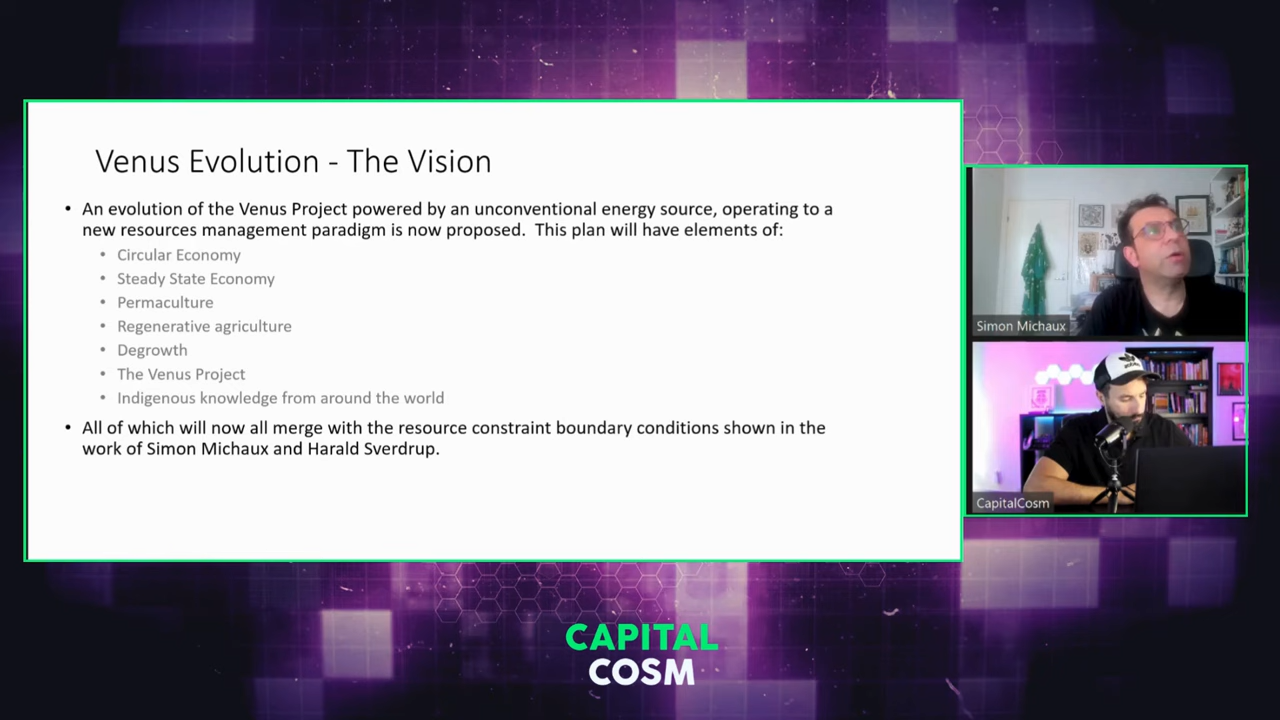 Venus Evolution - The Vision
• An evolution of the Venus Project powered by an unconventional energy source, operating to a
new resources management paradigm is now proposed.  This plan will have elements of:
• Circular Economy
• Steady State Economy
• Permaculture
• Regenerative agriculture
• Degrowth
• The Venus Project
• Indigenous knowledge from around the world
• All of which will now all merge with the resource constraint boundary conditions shown in the
work of Simon Michaux and Harald Sverdrup.
Simon Michaux
CapitalCosm
CAPITAL
COSM